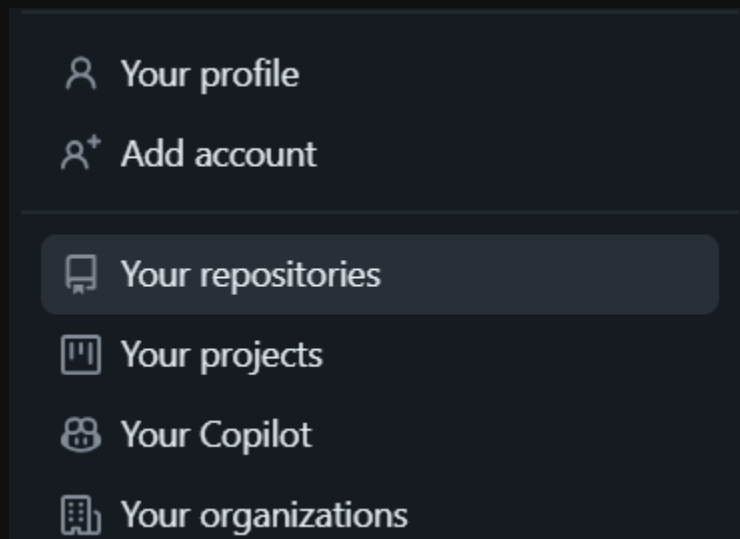 Your profile
Add account
Your repositories
Your projects
Your Copilot
Your organizations